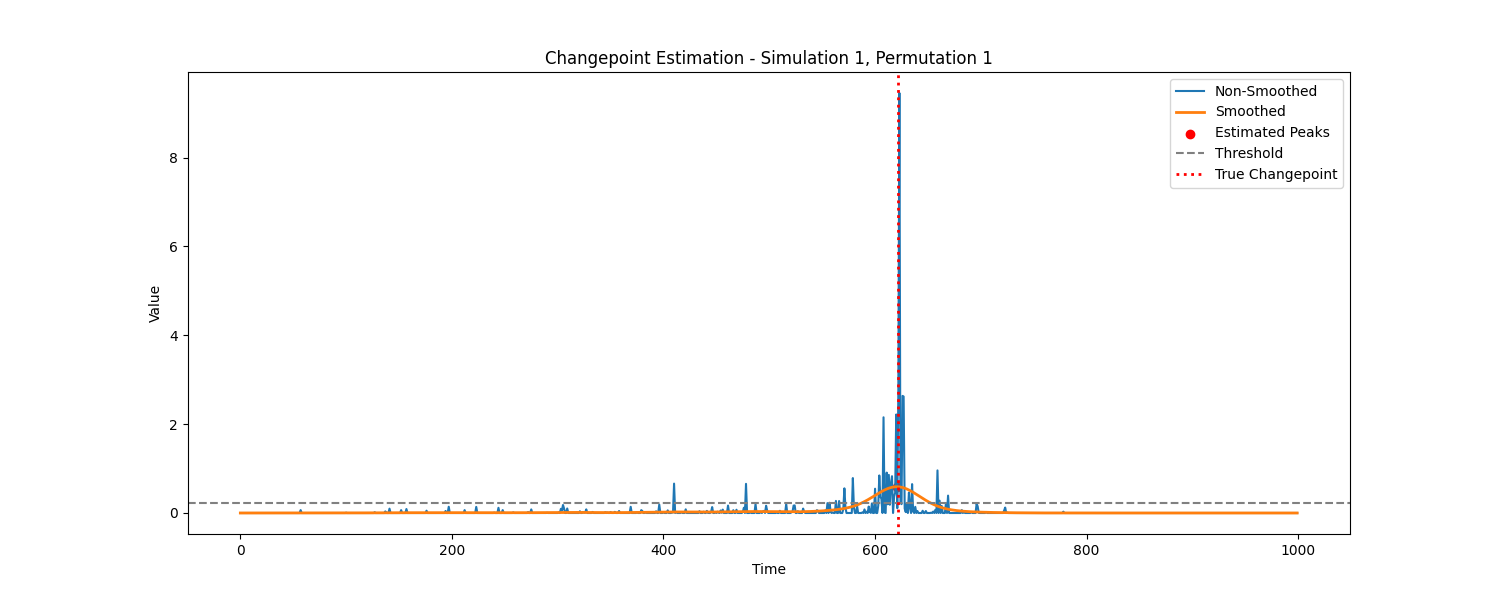 Changepoint Estimation - Simulation 1, Permutation 1
Non-Smoothed
Smoothed
Estimated Peaks
Threshold
True Changepoint
Value
8
6
4
2
0
0 200 400 600 800 1000
Time